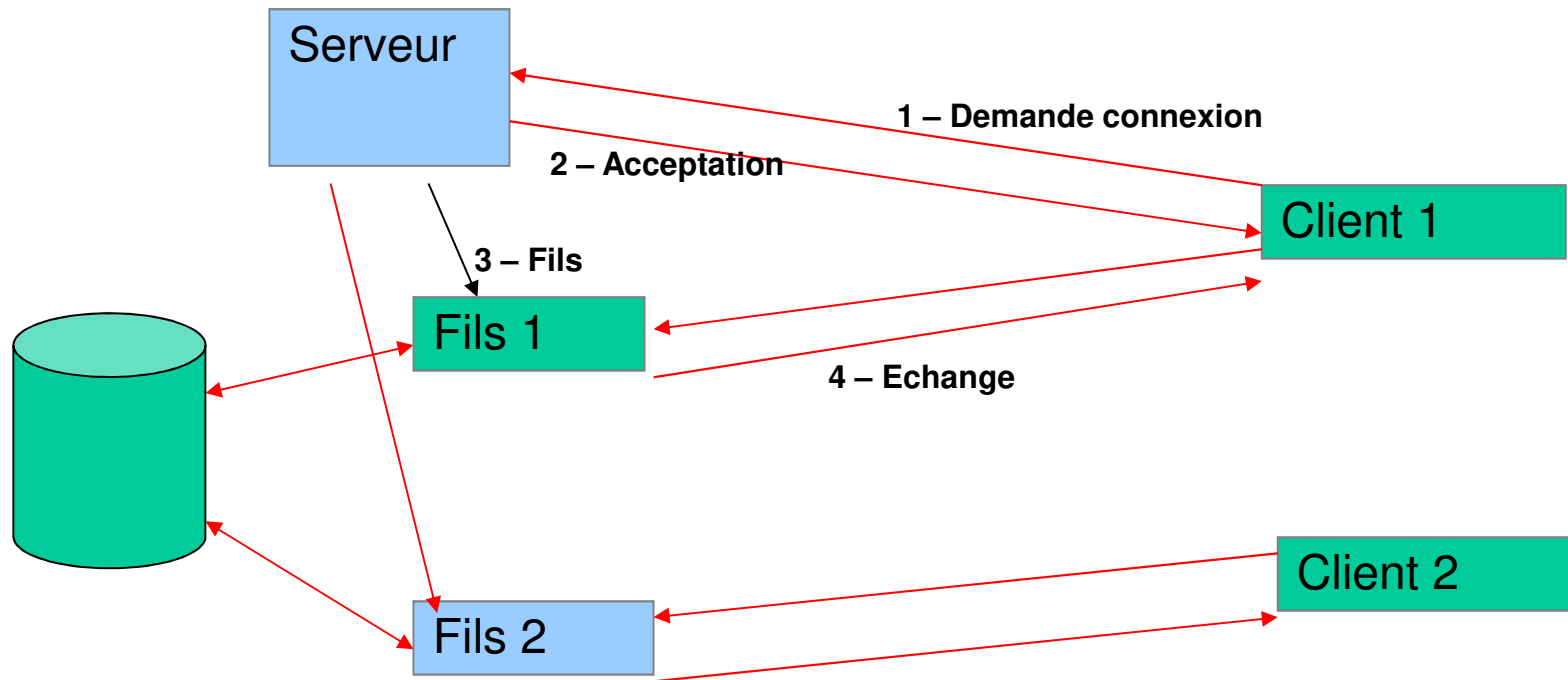 Serveur
1 – Demande connexion
2 – Acceptation
Client 1
3 – Fils
Fils 1
4 – Echange
Client 2
Fils 2